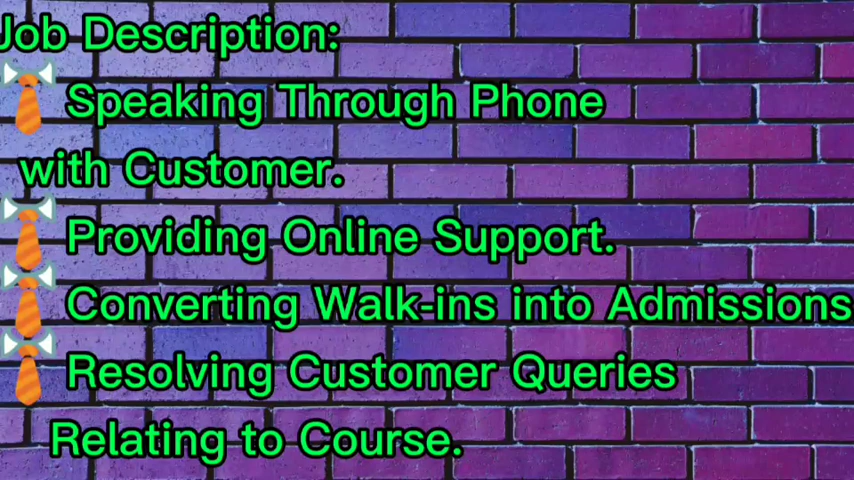 Job Description:
👔 Speaking Through Phone
with Customer.
👔 Providing Online Support.
👔 Converting Walk-ins into Admissions
👔 Resolving Customer Queries
Relating to Course.